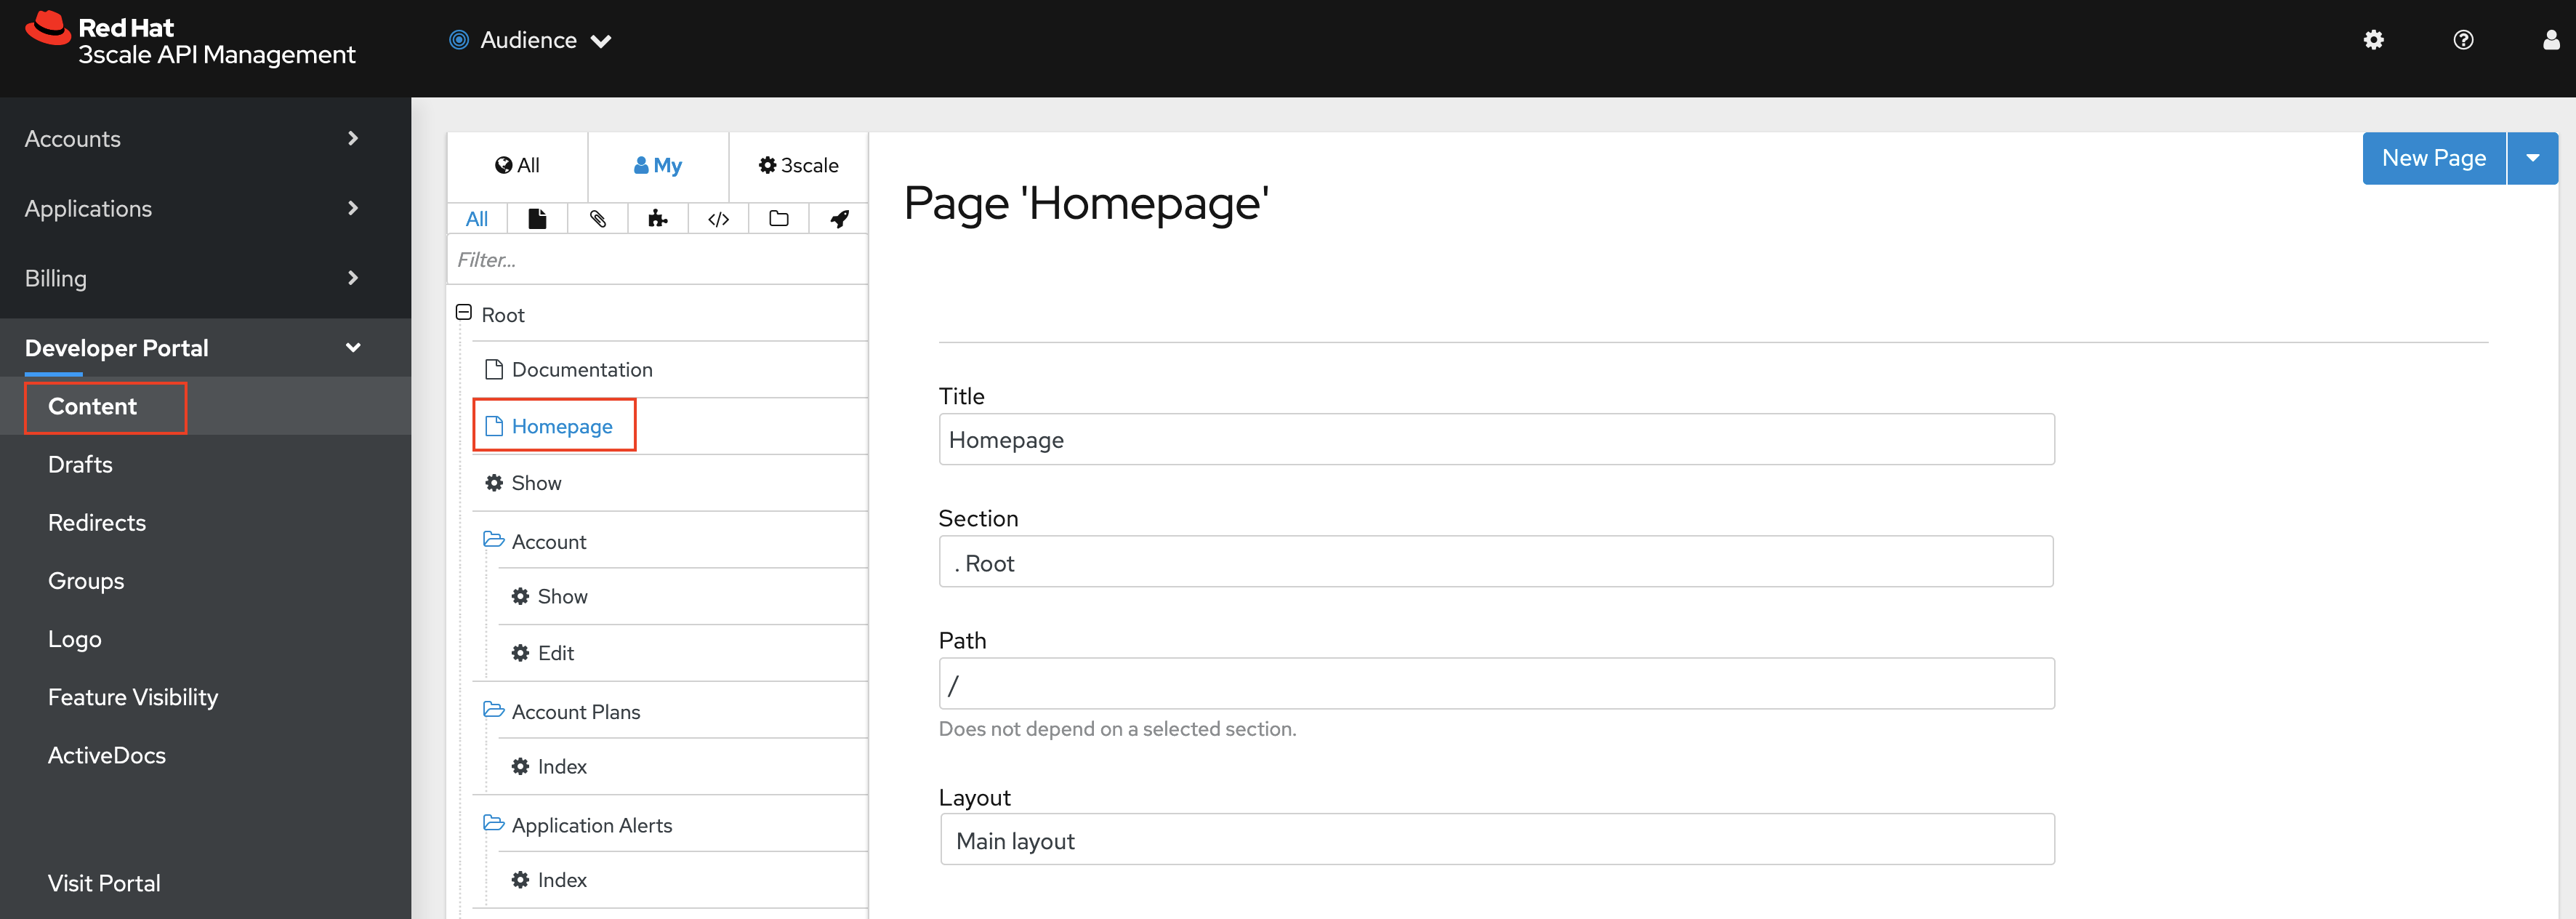 Red Hat
3scale API Management
Audience
Accounts
Applications
Billing
Developer Portal
Content
Drafts
Redirects
Groups
Logo
Feature Visibility
ActiveDocs
Visit Portal
All My 3scale
All
Filter...
Root
Documentation
Homepage
Show
Account
Show
Edit
Account Plans
Index
Application Alerts
Index
New Page
Page 'Homepage'
Title
Homepage
Section
. Root
Path
/
Does not depend on a selected section.
Layout
Main layout